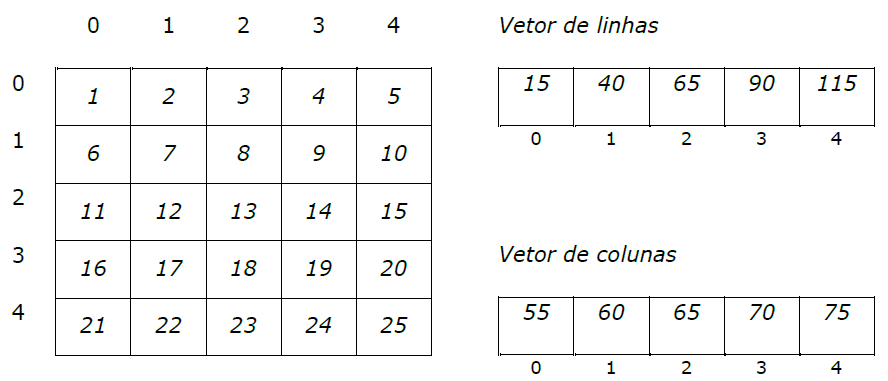 0 1 2 3 4
0 1 2 3 4 5
1 6 7 8 9 10
2 11 12 13 14 15
3 16 17 18 19 20
4 21 22 23 24 25
Vetor de linhas
15 40 65 90 115
0 1 2 3 4
Vetor de colunas
55 60 65 70 75
0 1 2 3 4